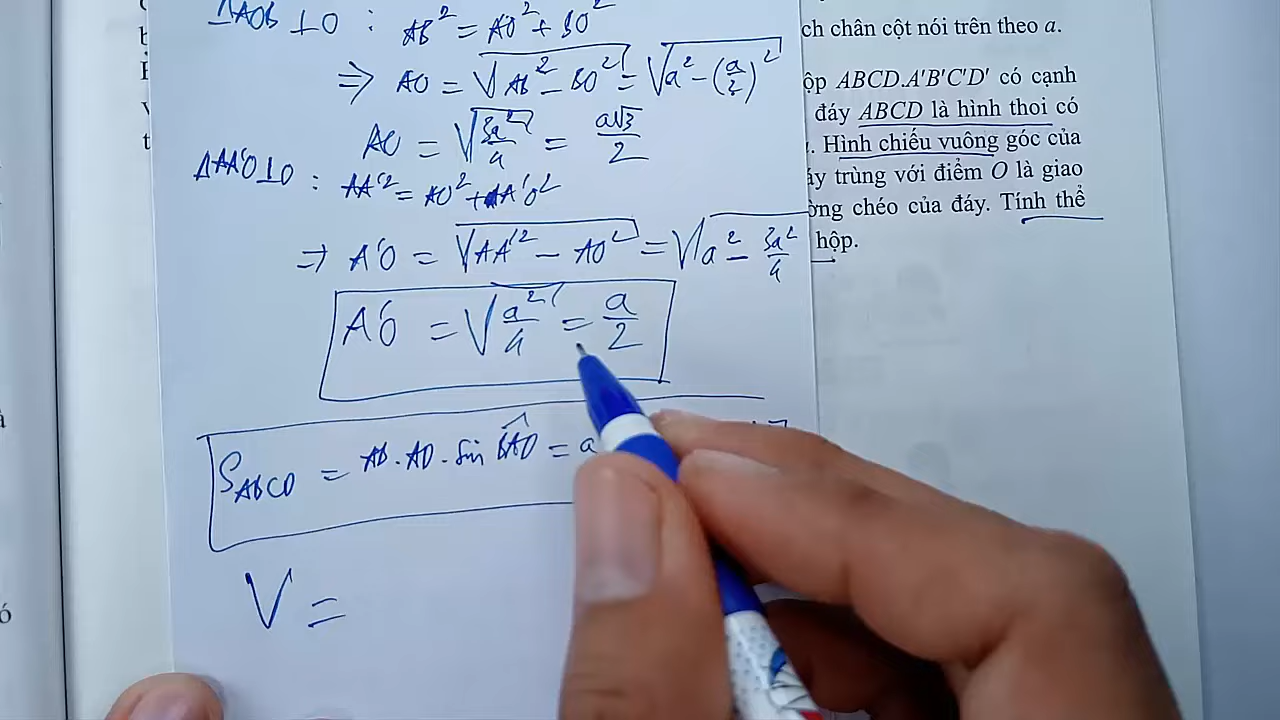 ΔAOB ⊥ O : AB² = AO² + BO²
⇒ AO = √(AB² - BO²) = √(a² - (a/2)²)
AO = √(3a²/4) = a√3/2
ΔAA'O ⊥ O : AA'² = AO² + A'O²
⇒ A'O = √(AA'² - AO²) = √(a² - 3a²/4)
A'O = √(a²/4) = a/2
S_ABCD = AB . AD . sin BAD = a
V =
ch chân cột nói trên theo a.
ộp ABCD.A'B'C'D' có cạnh
đáy ABCD là hình thoi có
. Hình chiếu vuông góc của
áy trùng với điểm O là giao
ờng chéo của đáy. Tính thể
hộp.